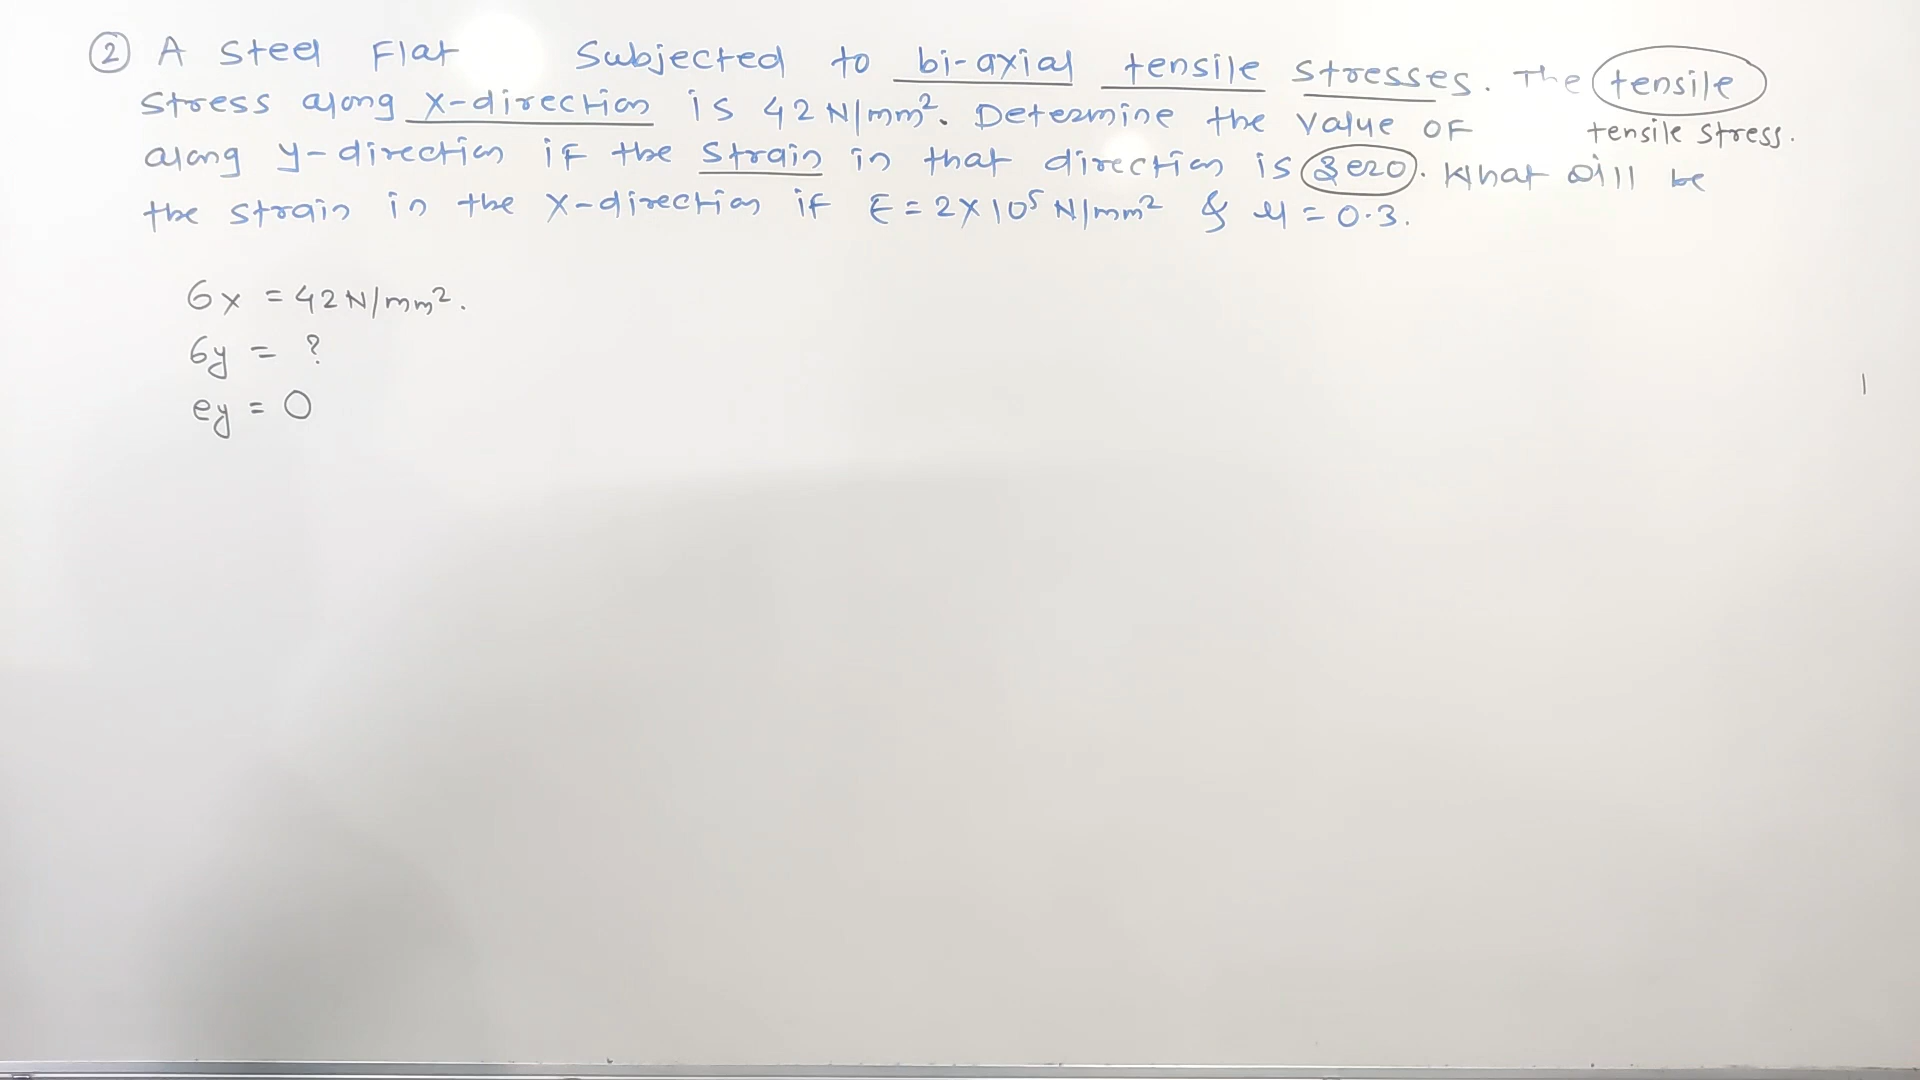 ② A Steel Flat Subjected to bi-axial tensile stresses. The tensile
Stress along x-direction is 42 N/mm². Determine the value of tensile stress.
along y-direction if the strain in that direction is zero. What will be
the strain in the x-direction if E = 2×10⁵ N/mm² & μ = 0.3.
σx = 42 N/mm².
σy = ?
ey = 0